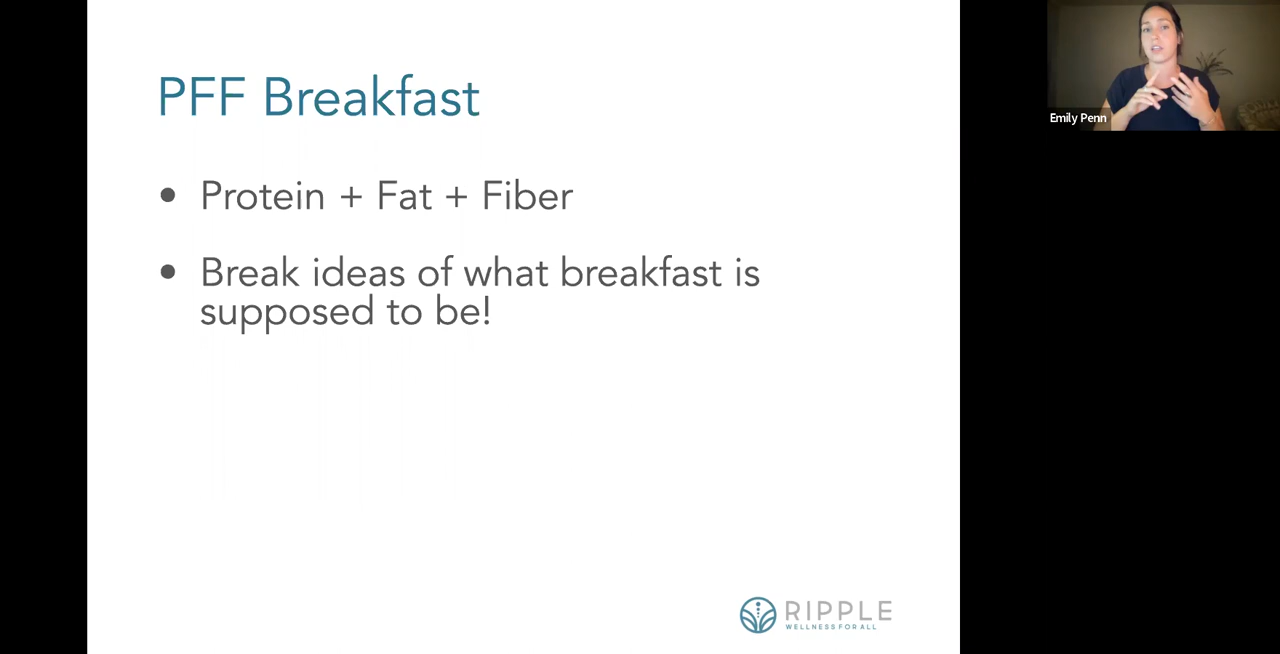 PFF Breakfast
• Protein + Fat + Fiber
• Break ideas of what breakfast is
supposed to be!
RIPPLE
WELLNESS FOR ALL
Emily Penn